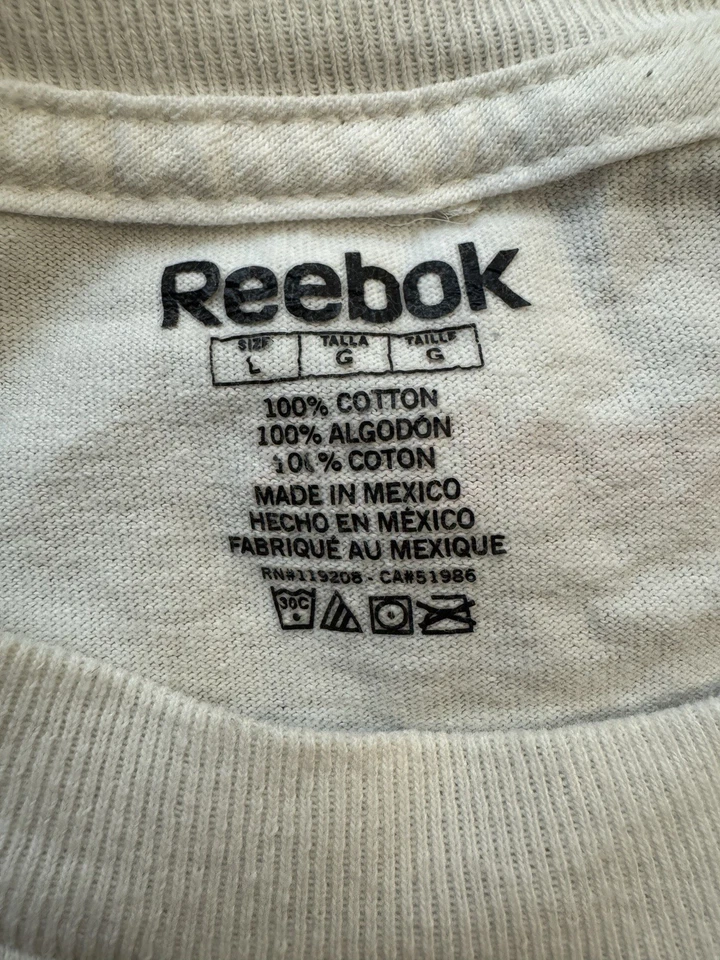 Reebok
SIZE TALLA TAILLE
L G G
100% COTTON
100% ALGODÓN
100% COTON
MADE IN MEXICO
HECHO EN MÉXICO
FABRIQUÉ AU MEXIQUE
RN#119208 - CA#51986
30C